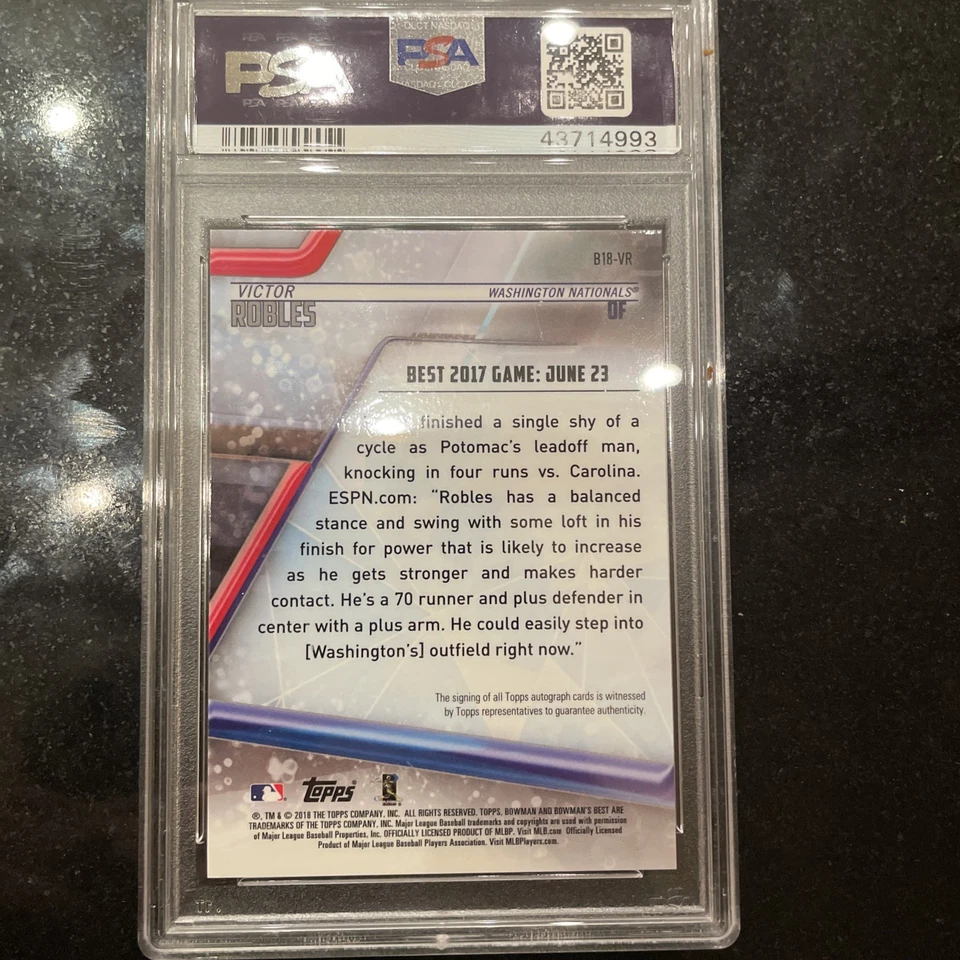 PSA
PSA
43714993
B18-VR
VICTOR
ROBLES
WASHINGTON NATIONALS®
OF
BEST 2017 GAME: JUNE 23
finished a single shy of a
cycle as Potomac's leadoff man,
knocking in four runs vs. Carolina.
ESPN.com: “Robles has a balanced
stance and swing with some loft in his
finish for power that is likely to increase
as he gets stronger and makes harder
contact. He's a 70 runner and plus defender in
center with a plus arm. He could easily step into
[Washington's] outfield right now.”
The signing of all Topps autograph cards is witnessed
by Topps representatives to guarantee authenticity.
Topps
®, TM & © 2018 THE TOPPS COMPANY, INC. ALL RIGHTS RESERVED. TOPPS, BOWMAN AND BOWMAN'S BEST ARE
TRADEMARKS OF THE TOPPS COMPANY, INC. Major League Baseball trademarks and copyrights are used with permission
of Major League Baseball Properties, Inc. OFFICIALLY LICENSED PRODUCT OF MLBP. Visit MLB.com Officially Licensed
Product of Major League Baseball Players Association. Visit MLBPlayers.com.